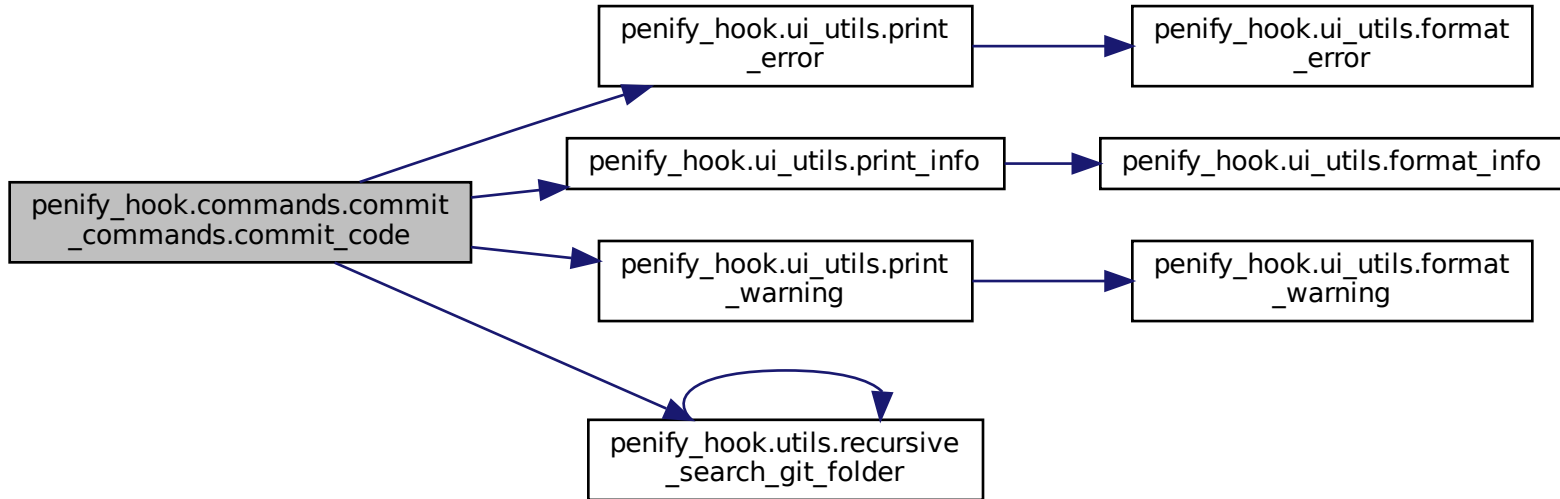 penify_hook.commands.commit
_commands.commit_code
penify_hook.ui_utils.print
_error
penify_hook.ui_utils.format
_error
penify_hook.ui_utils.print_info
penify_hook.ui_utils.format_info
penify_hook.ui_utils.print
_warning
penify_hook.ui_utils.format
_warning
penify_hook.utils.recursive
_search_git_folder